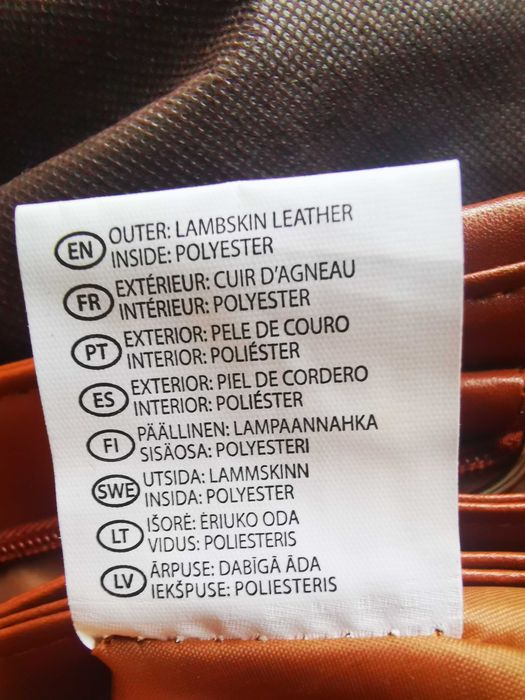 EN OUTER: LAMBSKIN LEATHER
INSIDE: POLYESTER
FR EXTÉRIEUR: CUIR D'AGNEAU
INTÉRIEUR: POLYESTER
PT EXTERIOR: PELE DE COURO
INTERIOR: POLIÉSTER
ES EXTERIOR: PIEL DE CORDERO
INTERIOR: POLIÉSTER
FI PÄÄLLINEN: LAMPAANNAHKA
SISÄOSA: POLYESTERI
SWE UTSIDA: LAMMSKINN
INSIDA: POLYESTER
LT IŠORĖ: ĖRIUKO ODA
VIDUS: POLIESTERIS
LV ĀRPUSE: DABĪGĀ ĀDA
IEKŠPUSE: POLIESTERIS